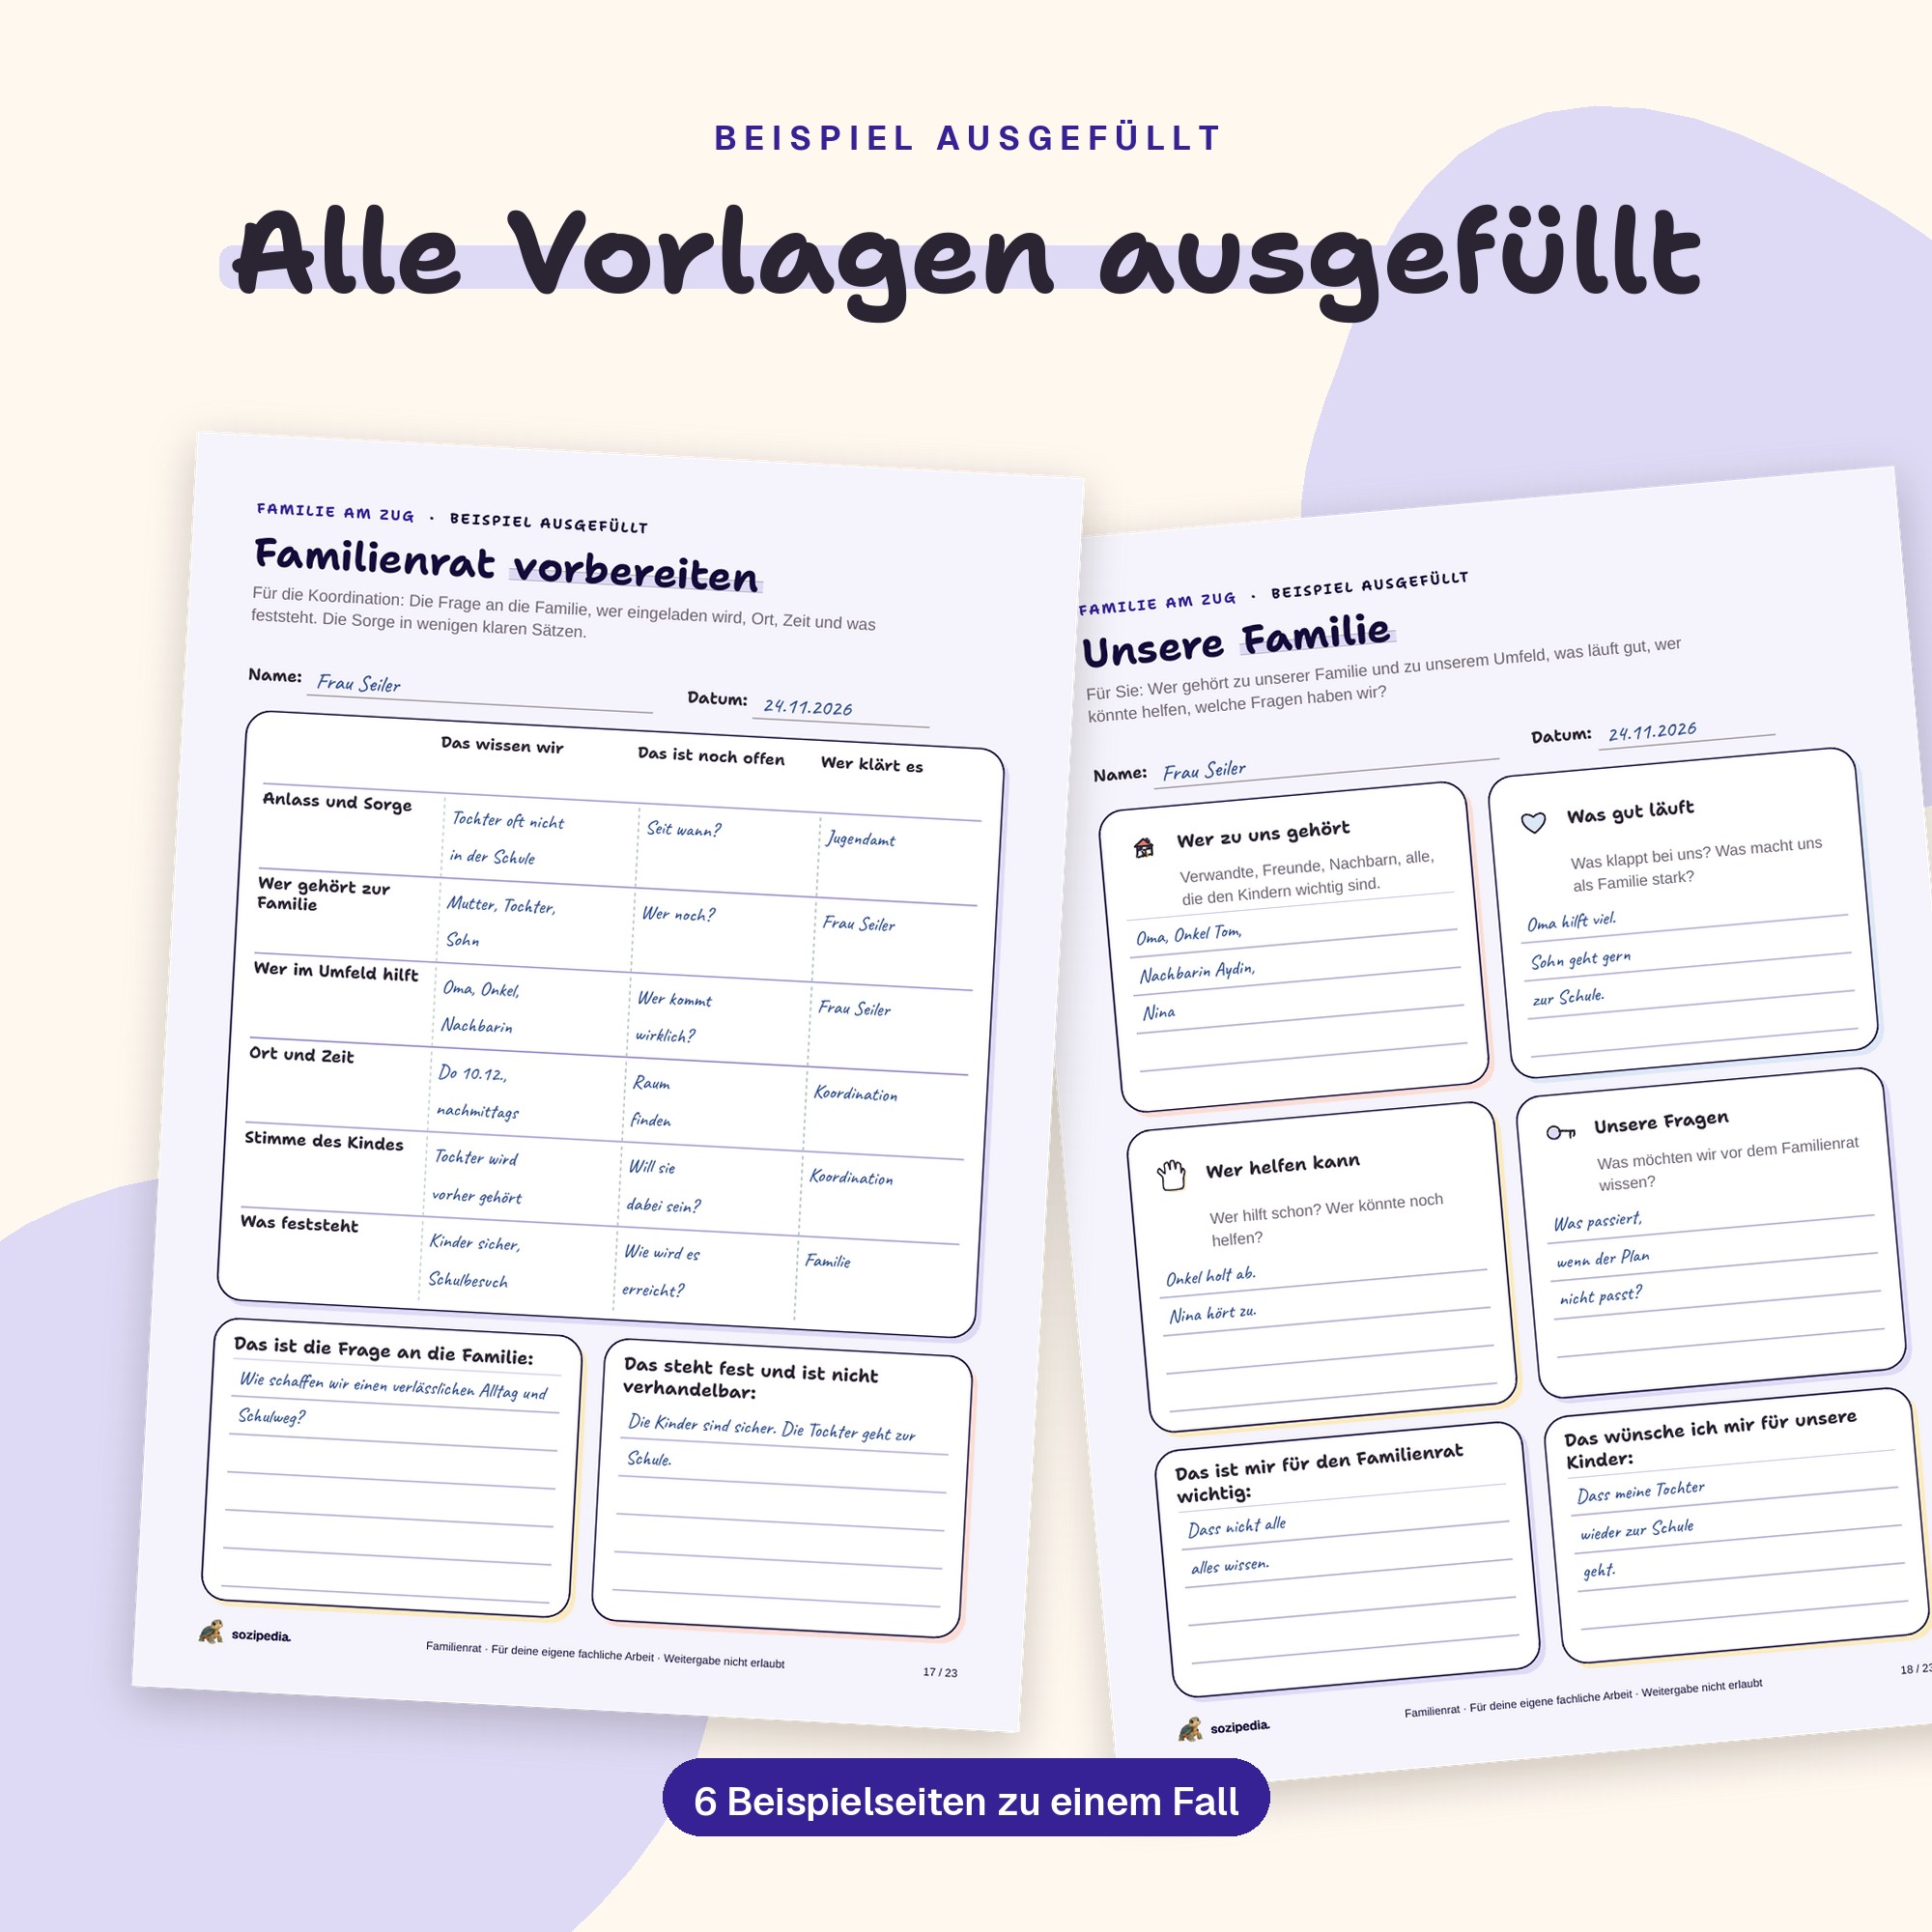 BEISPIEL AUSGEFÜLLT
Alle Vorlagen ausgefüllt
FAMILIE AM ZUG · BEISPIEL AUSGEFÜLLT
Familienrat vorbereiten
Für die Koordination: Die Frage an die Familie, wer eingeladen wird, Ort, Zeit und was
feststeht. Die Sorge in wenigen klaren Sätzen.
Name: Frau Seiler Datum: 24.11.2026
Das wissen wir Das ist noch offen Wer klärt es
Anlass und Sorge
Tochter oft nicht
in der Schule
Seit wann?
Jugendamt
Wer gehört zur
Familie
Mutter, Tochter,
Sohn
Wer noch?
Frau Seiler
Wer im Umfeld hilft
Oma, Onkel,
Nachbarin
Wer kommt
wirklich?
Frau Seiler
Ort und Zeit
Do 10.12.,
nachmittags
Raum
finden
Koordination
Stimme des Kindes
Tochter wird
vorher gehört
Will sie
dabei sein?
Koordination
Was feststeht
Kinder sicher,
Schulbesuch
Wie wird es
erreicht?
Familie
Das ist die Frage an die Familie:
Wie schaffen wir einen verlässlichen Alltag und
Schulweg?
Das steht fest und ist nicht
verhandelbar:
Die Kinder sind sicher. Die Tochter geht zur
Schule.
sozipedia.
Familienrat · Für deine eigene fachliche Arbeit · Weitergabe nicht erlaubt
17 / 23
FAMILIE AM ZUG · BEISPIEL AUSGEFÜLLT
Unsere Familie
Für Sie: Wer gehört zu unserer Familie und zu unserem Umfeld, was läuft gut, wer
könnte helfen, welche Fragen haben wir?
Name: Frau Seiler Datum: 24.11.2026
Wer zu uns gehört
Verwandte, Freunde, Nachbarn, alle,
die den Kindern wichtig sind.
Oma, Onkel Tom,
Nachbarin Aydin,
Nina
Was gut läuft
Was klappt bei uns? Was macht uns
als Familie stark?
Oma hilft viel.
Sohn geht gern
zur Schule.
Wer helfen kann
Wer hilft schon? Wer könnte noch
helfen?
Onkel holt ab.
Nina hört zu.
Unsere Fragen
Was möchten wir vor dem Familienrat
wissen?
Was passiert,
wenn der Plan
nicht passt?
Das ist mir für den Familienrat
wichtig:
Dass nicht alle
alles wissen.
Das wünsche ich mir für unsere
Kinder:
Dass meine Tochter
wieder zur Schule
geht.
sozipedia.
Familienrat · Für deine eigene fachliche Arbeit · Weitergabe nicht erlaubt
18 / 23
6 Beispielseiten zu einem Fall